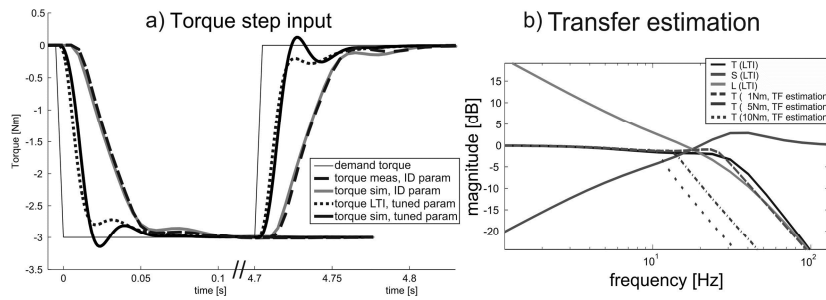 a) Torque step input
0.5
0
-0.5
-1
-1.5
-2
-2.5
-3
-3.5
Torque [Nm]
demand torque
torque meas, ID param
torque sim, ID param
torque LTI, tuned param
torque sim, tuned param
0
0.05
0.1
//
4.7
4.75
4.8
time [s]
time [s]
b) Transfer estimation
15
10
5
0
-5
-10
-15
-20
magnitude [dB]
T (LTI)
S (LTI)
L (LTI)
T ( 1Nm, TF estimation
T ( 5Nm, TF estimation
T (10Nm, TF estimation
10^1
10^2
frequency [Hz]